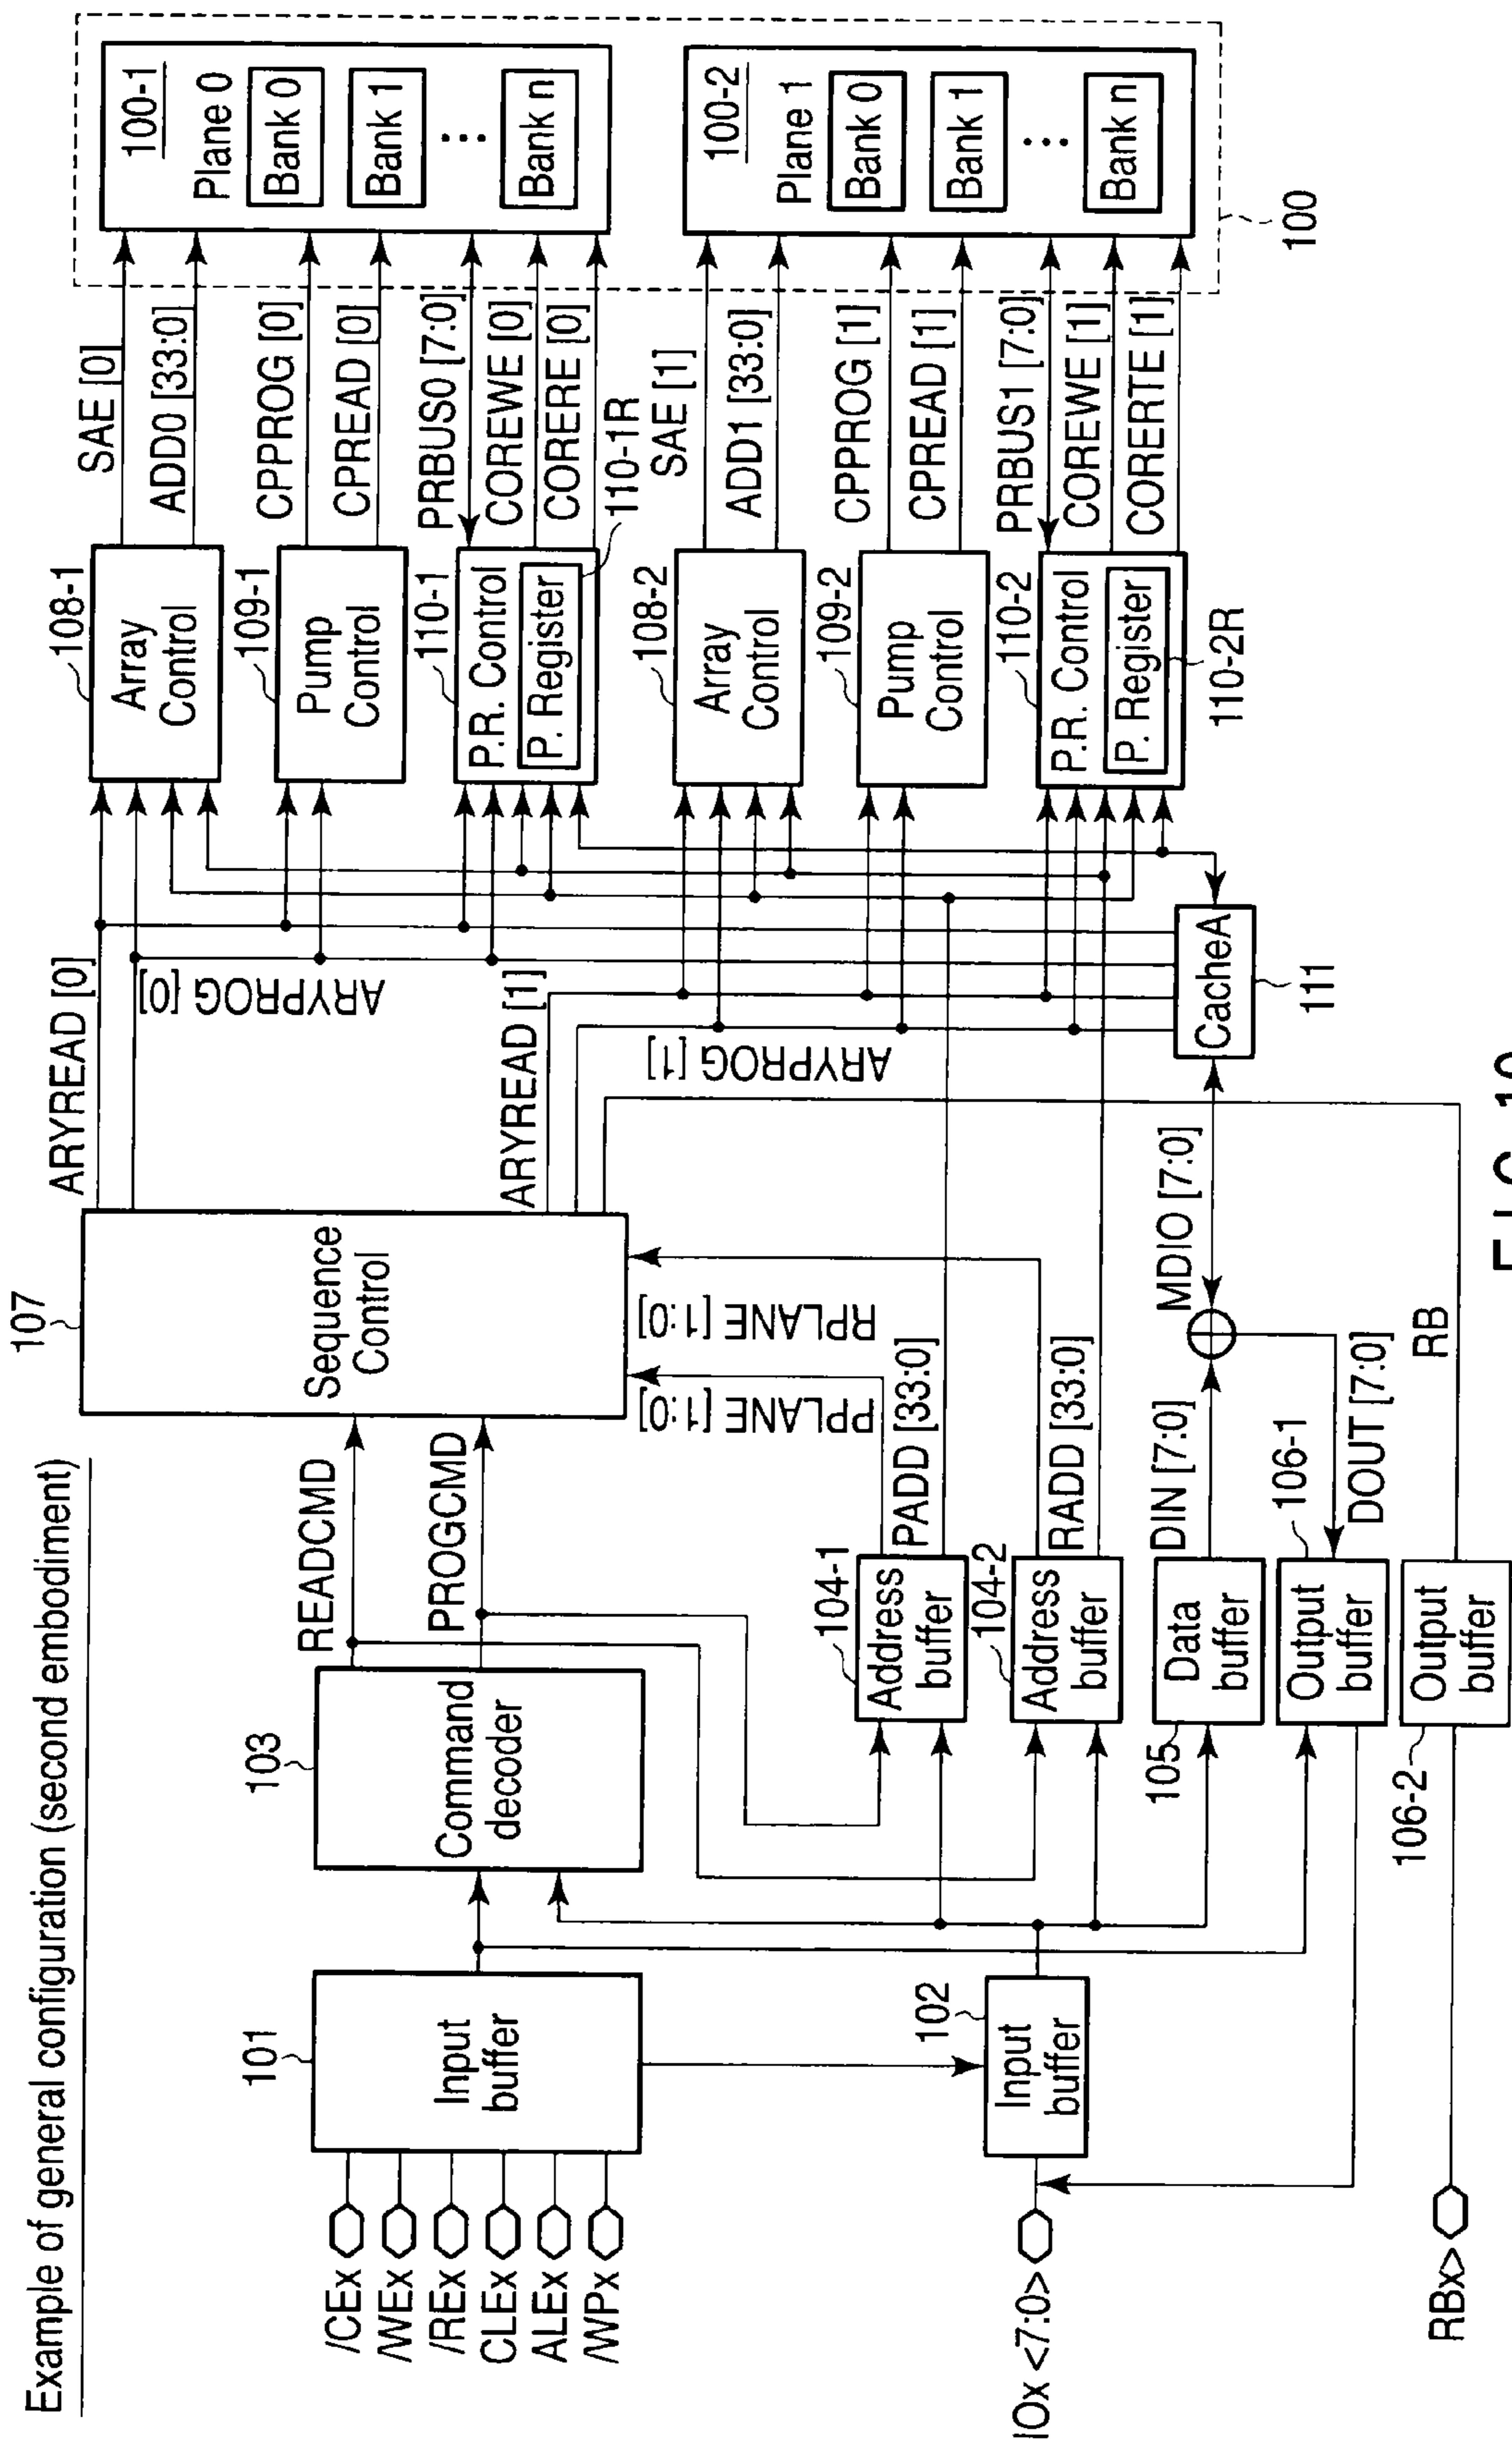 Example of general configuration (second embodiment)
/CEx
/WEx
/REx
CLEx
ALEx
/WPx
IOx <7:0>
RBx>
101
Input
buffer
102
Input
buffer
103
Command
decoder
READCMD
PROGCMD
104-1
Address
buffer
104-2
Address
buffer
105
Data
buffer
106-1
Output
buffer
106-2
Output
buffer
107
Sequence
Control
PPLANE [1:0]
RPLANE [1:0]
PADD [33:0]
RADD [33:0]
DIN [7:0]
DOUT [7:0]
MDIO [7:0]
RB
ARYREAD [0]
ARYPROG [0]
ARYREAD [1]
ARYPROG [1]
CacheA
111
108-1
Array
Control
109-1
Pump
Control
110-1
P.R. Control
P. Register
110-1R
108-2
Array
Control
109-2
Pump
Control
110-2
P.R. Control
P. Register
110-2R
SAE [0]
ADD0 [33:0]
CPPROG [0]
CPREAD [0]
PRBUS0 [7:0]
COREWE [0]
CORERE [0]
SAE [1]
ADD1 [33:0]
CPPROG [1]
CPREAD [1]
PRBUS1 [7:0]
COREWE [1]
CORERTE [1]
100-1
Plane 0
Bank 0
Bank 1
...
Bank n
100-2
Plane 1
Bank 0
Bank 1
...
Bank n
100